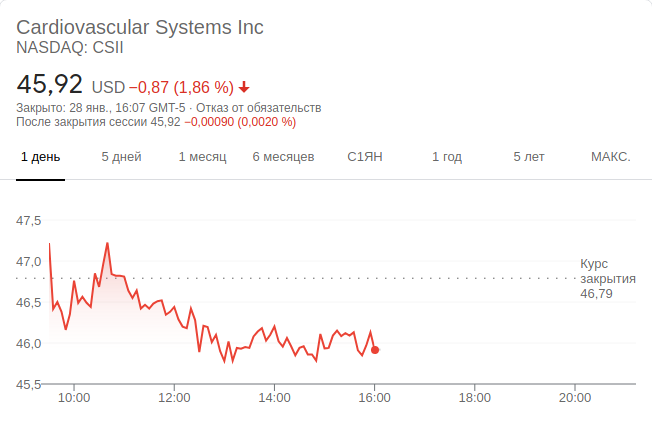 Cardiovascular Systems Inc
NASDAQ: CSII
45,92 USD −0,87 (1,86 %)
Закрыто: 28 янв., 16:07 GMT-5 · Отказ от обязательств
После закрытия сессии 45,92 −0,00090 (0,0020 %)
1 день 5 дней 1 месяц 6 месяцев С1ЯН 1 год 5 лет МАКС.
47,5
47,0
46,5
46,0
45,5
Курс
закрытия
46,79
10:00 12:00 14:00 16:00 18:00 20:00